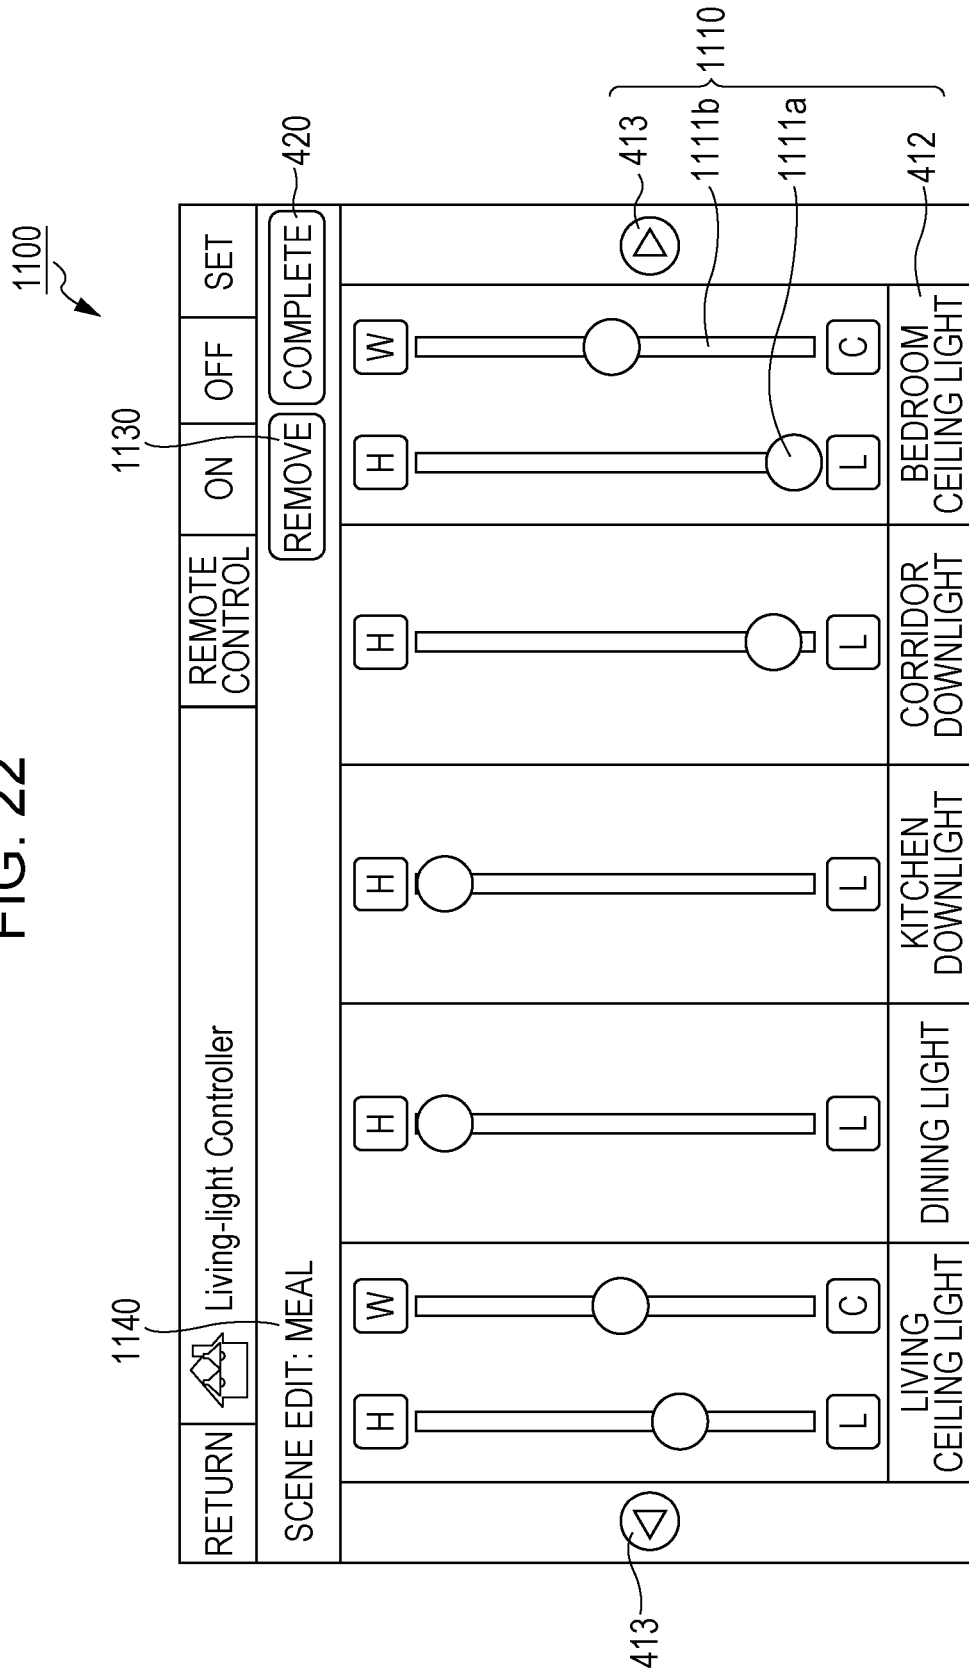 FIG. 22
1100
1140
1130
RETURN
Living-light Controller
REMOTE
CONTROL
ON
OFF
SET
SCENE EDIT: MEAL
REMOVE
COMPLETE
420
H
W
H
H
H
H
W
413
413
1111b
1111a
1110
L
C
L
L
L
L
C
LIVING
CEILING LIGHT
DINING LIGHT
KITCHEN
DOWNLIGHT
CORRIDOR
DOWNLIGHT
BEDROOM
CEILING LIGHT
412